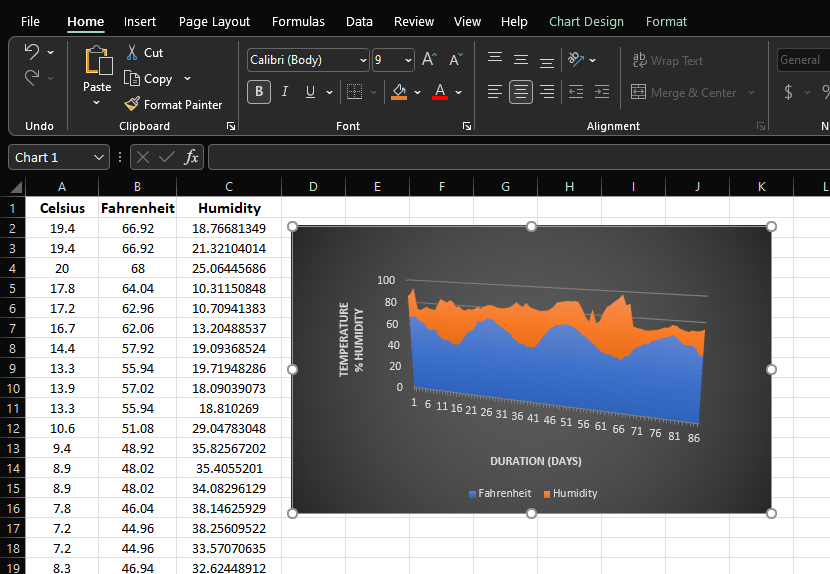 File Home Insert Page Layout Formulas Data Review View Help Chart Design Format
Cut
Calibri (Body) 9 A A
ab Wrap Text
General
Paste
Copy
B I U A
Merge & Center
$ %
Format Painter
Undo Clipboard Font Alignment N
Chart 1 fx
A B C D E F G H I J K L
1 Celsius Fahrenheit Humidity
2 19.4 66.92 18.76681349
3 19.4 66.92 21.32104014
4 20 68 25.06445686
5 17.8 64.04 10.31150848
6 17.2 62.96 10.70941383
7 16.7 62.06 13.20488537
8 14.4 57.92 19.09368524
9 13.3 55.94 19.71948286
10 13.9 57.02 18.09039073
11 13.3 55.94 18.810269
12 10.6 51.08 29.04783048
13 9.4 48.92 35.82567202
14 8.9 48.02 35.4055201
15 8.9 48.02 34.08296129
16 7.8 46.04 38.14625929
17 7.2 44.96 38.25609522
18 7.2 44.96 33.57070635
19 8.3 46.94 32.62448912
TEMPERATURE
% HUMIDITY
100
80
60
40
20
0
1 6 11 16 21 26 31 36 41 46 51 56 61 66 71 76 81 86
DURATION (DAYS)
Fahrenheit Humidity